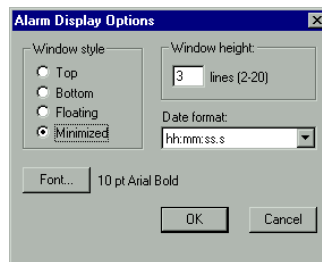 Alarm Display Options
Window style
Top
Bottom
Floating
Minimized
Window height:
3 lines (2-20)
Date format:
hh:mm:ss.s
Font... 10 pt Arial Bold
OK Cancel